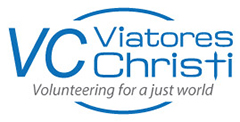 VC Viatores
Christi
Volunteering for a just world